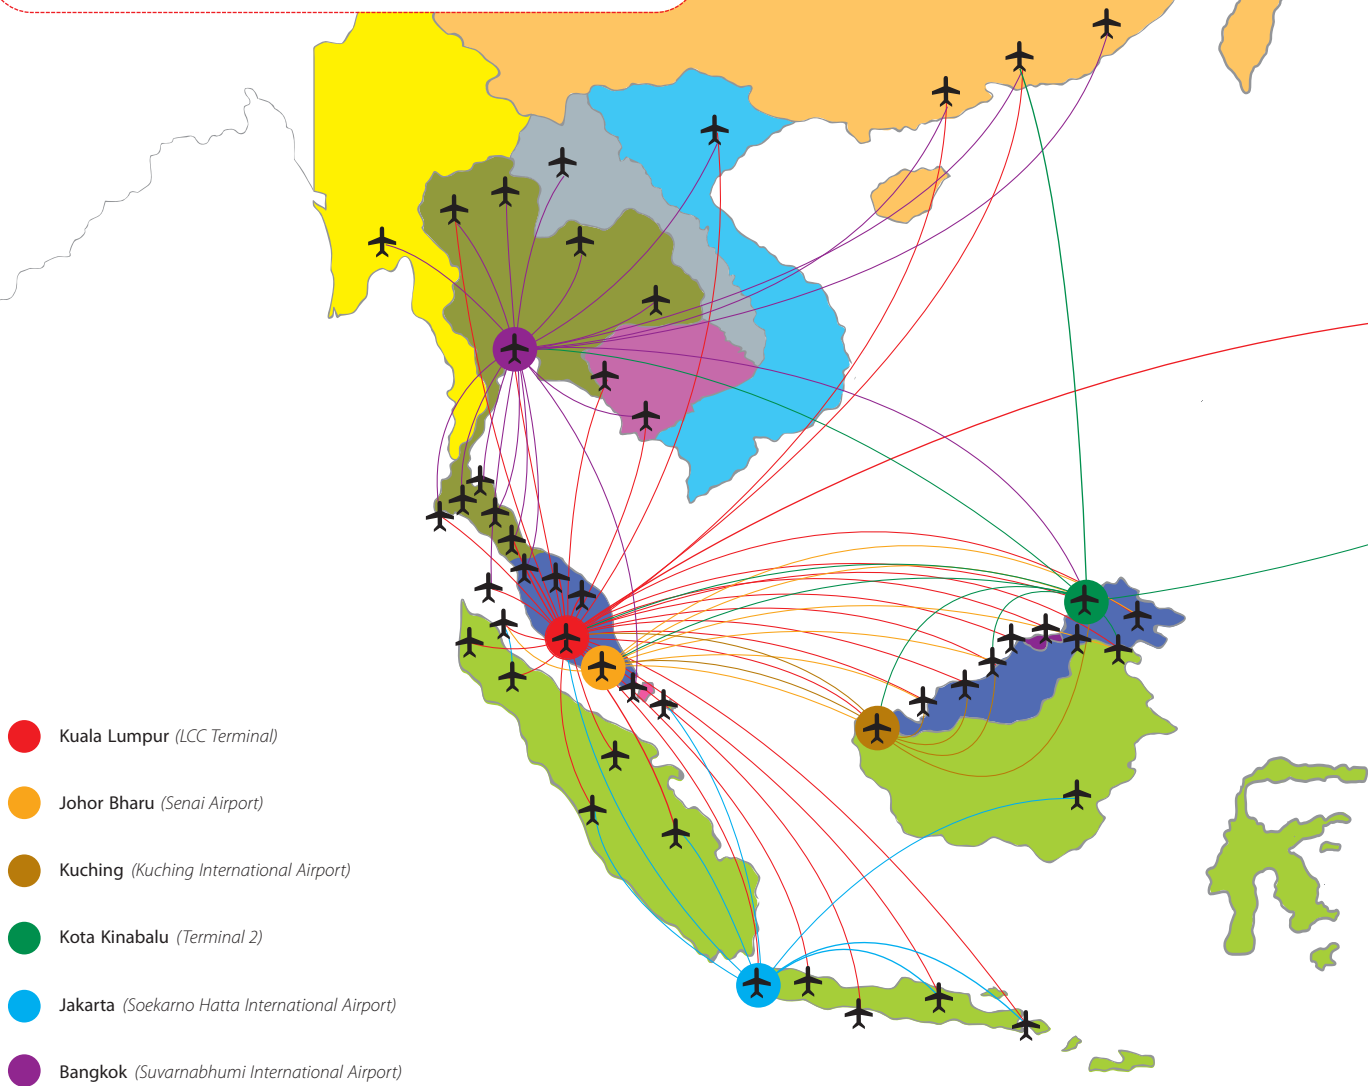 Kuala Lumpur (LCC Terminal)
Johor Bharu (Senai Airport)
Kuching (Kuching International Airport)
Kota Kinabalu (Terminal 2)
Jakarta (Soekarno Hatta International Airport)
Bangkok (Suvarnabhumi International Airport)